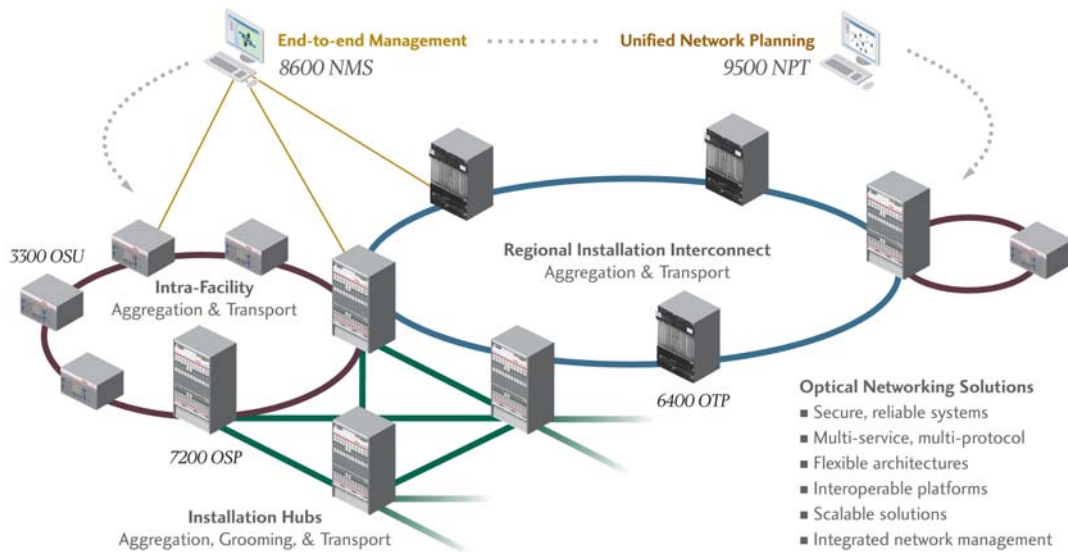 End-to-end Management
8600 NMS
Unified Network Planning
9500 NPT
3300 OSU
Intra-Facility
Aggregation & Transport
Regional Installation Interconnect
Aggregation & Transport
6400 OTP
7200 OSP
Installation Hubs
Aggregation, Grooming, & Transport
Optical Networking Solutions
■ Secure, reliable systems
■ Multi-service, multi-protocol
■ Flexible architectures
■ Interoperable platforms
■ Scalable solutions
■ Integrated network management